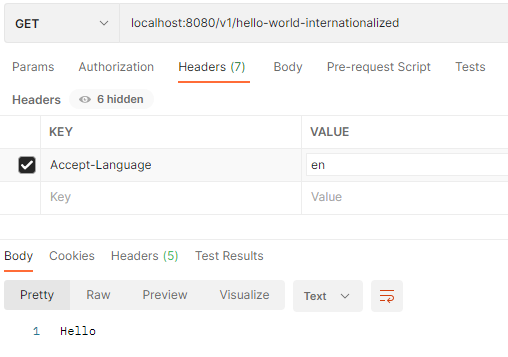 GET localhost:8080/v1/hello-world-internationalized
Params Authorization Headers (7) Body Pre-request Script Tests
Headers 6 hidden
KEY VALUE
Accept-Language en
Key Value
Body Cookies Headers (5) Test Results
Pretty Raw Preview Visualize Text
1 Hello